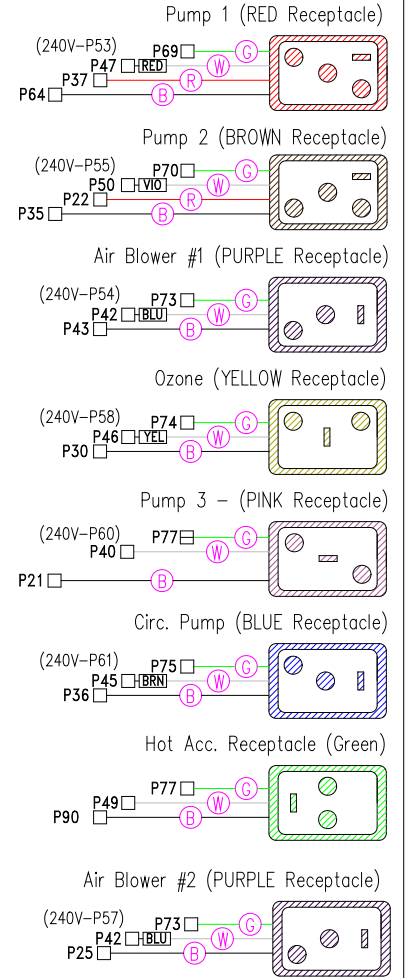 Pump 1 (RED Receptacle)
(240V-P53) P69 G
P47 RED W
P37 R
P64 B
Pump 2 (BROWN Receptacle)
(240V-P55) P70 G
P50 VIO W
P22 R
P35 B
Air Blower #1 (PURPLE Receptacle)
(240V-P54) P73 G
P42 BLU W
P43 B
Ozone (YELLOW Receptacle)
(240V-P58) P74 G
P46 YEL W
P30 B
Pump 3 - (PINK Receptacle)
(240V-P60) P77 G
P40 W
P21 B
Circ. Pump (BLUE Receptacle)
(240V-P61) P75 G
P45 BRN W
P36 B
Hot Acc. Receptacle (Green)
P77 G
P49 W
P90 B
Air Blower #2 (PURPLE Receptacle)
(240V-P57) P73 G
P42 BLU W
P25 B